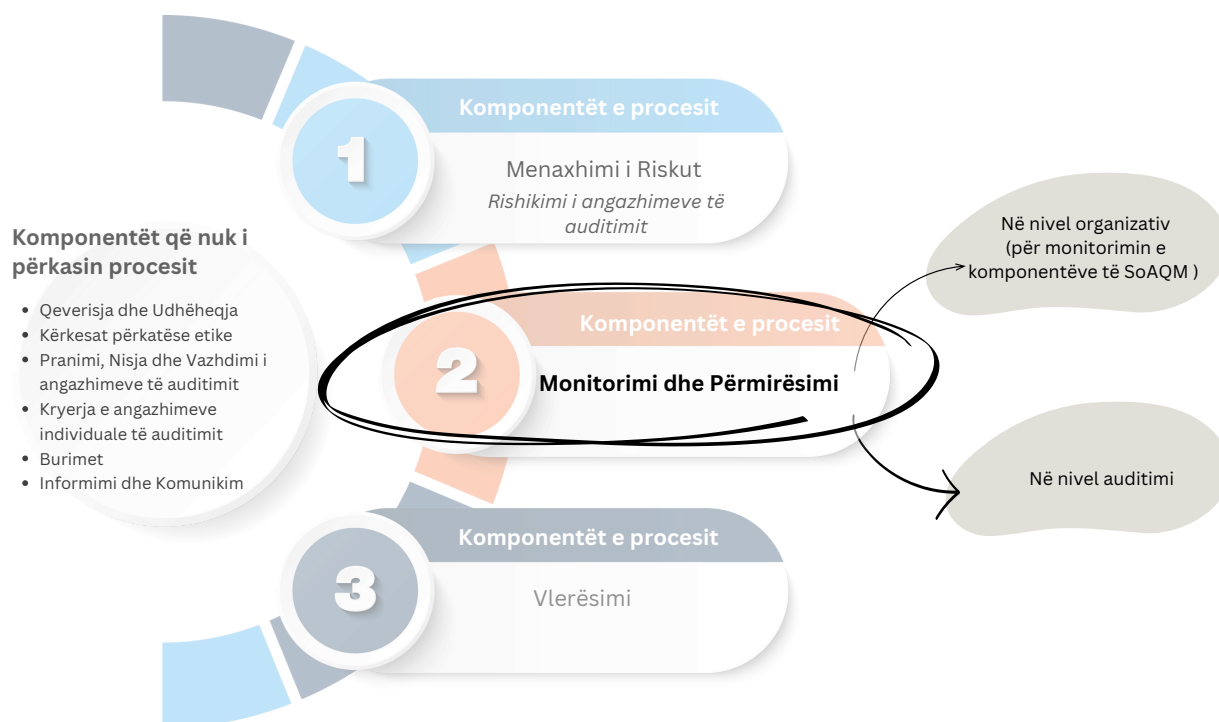 Komponentët që nuk i
përkasin procesit
Qeverisja dhe Udhëheqja
Kërkesat përkatëse etike
Pranimi, Nisja dhe Vazhdimi i
angazhimeve të auditimit
Kryerja e angazhimeve
individuale të auditimit
Burimet
Informimi dhe Komunikim
1
Komponentët e procesit
Menaxhimi i Riskut
Rishikimi i angazhimeve të
auditimit
2
Komponentët e procesit
Monitorimi dhe Përmirësimi
Në nivel organizativ
(për monitorimin e
komponentëve të SoAQM )
Në nivel auditimi
3
Komponentët e procesit
Vlerësimi